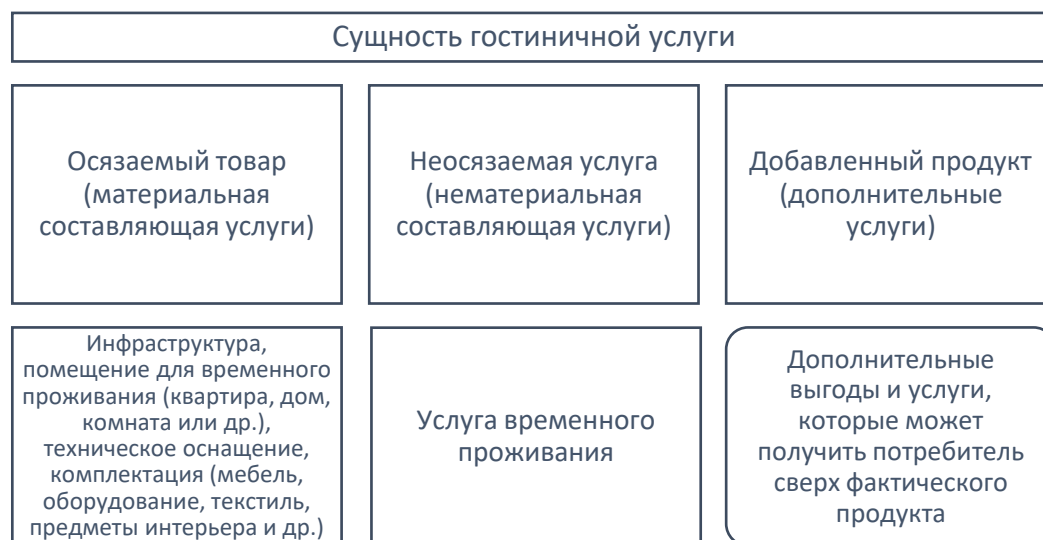 Сущность гостиничной услуги
Осязаемый товар
(материальная
составляющая услуги)
Неосязаемая услуга
(нематериальная
составляющая услуги)
Добавленный продукт
(дополнительные
услуги)
Инфраструктура,
помещение для временного
проживания (квартира, дом,
комната или др.),
техническое оснащение,
комплектация (мебель,
оборудование, текстиль,
предметы интерьера и др.)
Услуга временного
проживания
Дополнительные
выгоды и услуги,
которые может
получить потребитель
сверх фактического
продукта